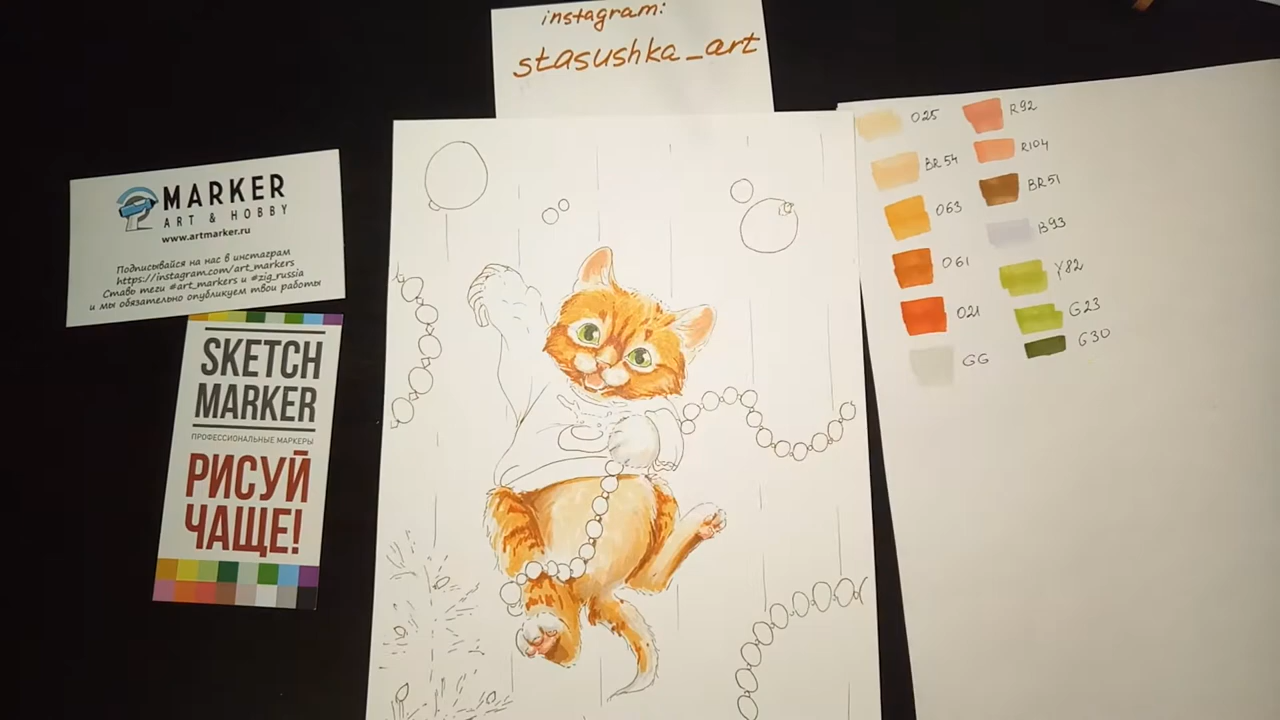 instagram:
stasushka_art
MARKER
ART & HOBBY
www.artmarker.ru
Подписывайся на нас в инстаграм
https://instagram.com/art_markers
Ставь теги #art_markers и #zig_russia
и мы обязательно опубликуем твои работы
SKETCH
MARKER
ПРОФЕССИОНАЛЬНЫЕ МАРКЕРЫ
РИСУЙ
ЧАЩЕ!
O25
BR54
O63
O61
O21
GG
R92
R104
BR51
B93
Y82
G23
G30